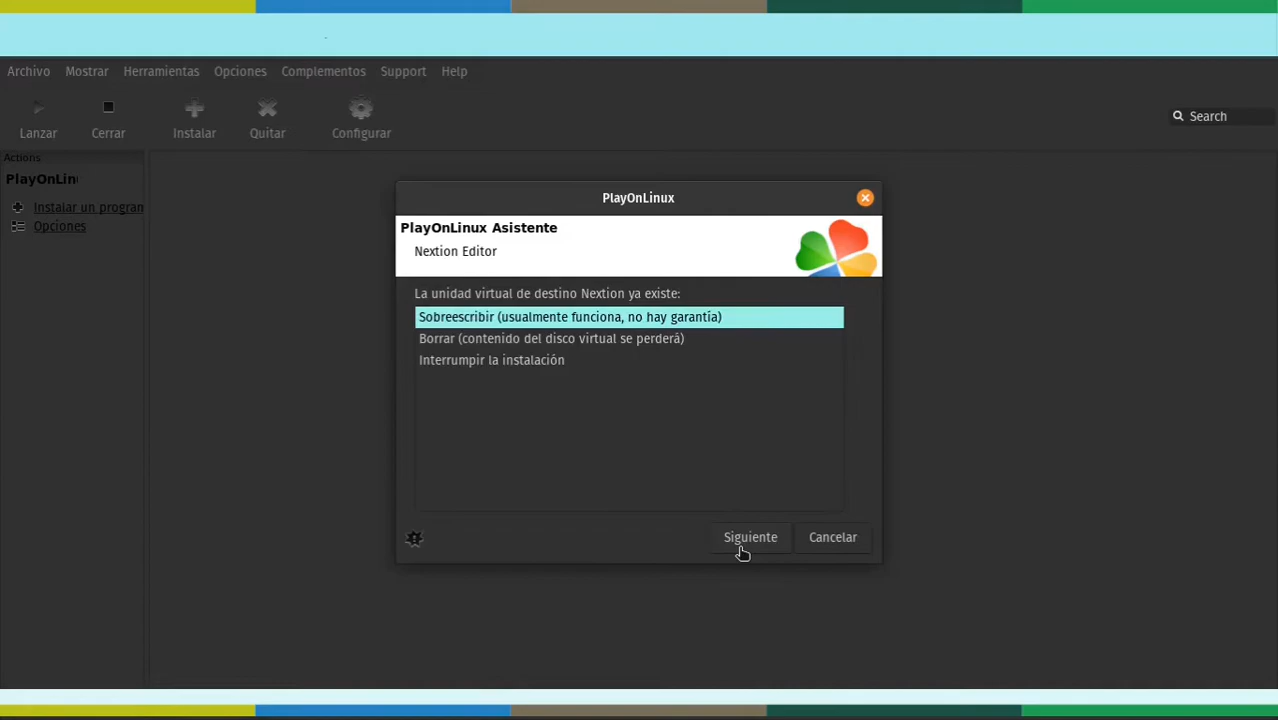 Archivo Mostrar Herramientas Opciones Complementos Support Help
Lanzar Cerrar Instalar Quitar Configurar Search
Actions
PlayOnLin
Instalar un program
Opciones
PlayOnLinux
PlayOnLinux Asistente
Nextion Editor
La unidad virtual de destino Nextion ya existe:
Sobreescribir (usualmente funciona, no hay garantía)
Borrar (contenido del disco virtual se perderá)
Interrumpir la instalación
Siguiente Cancelar